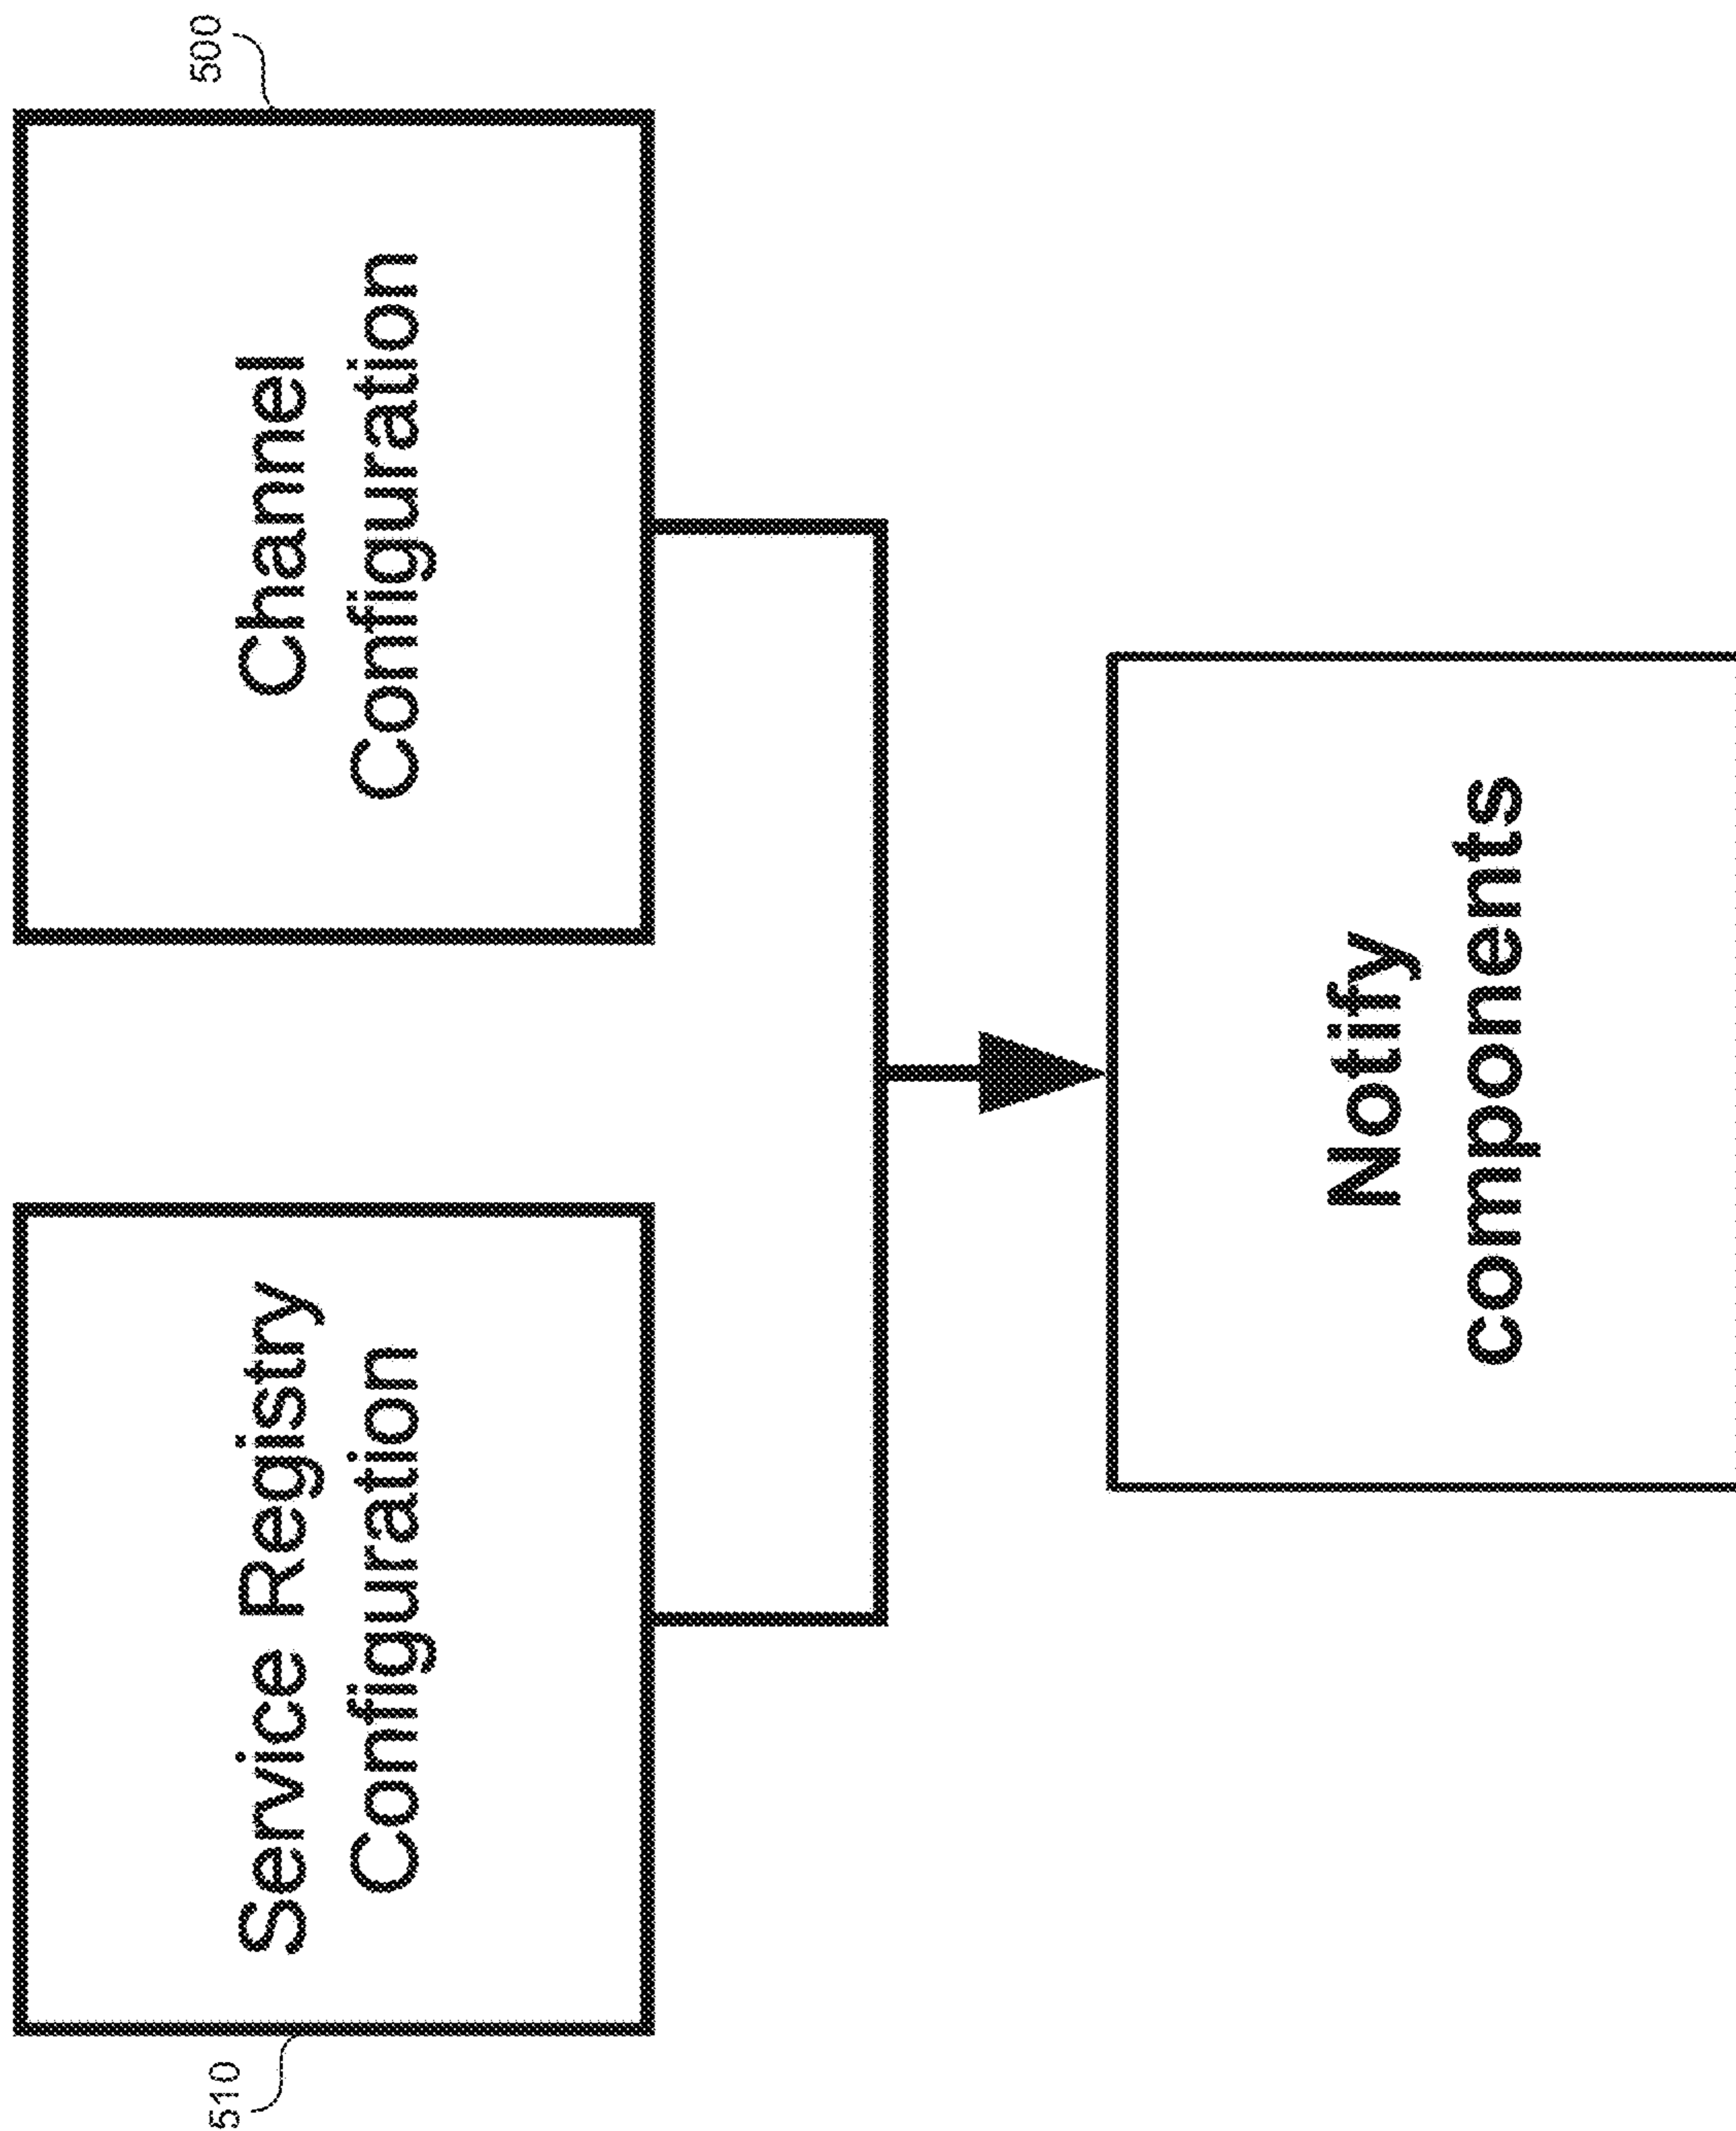 510
Service Registry
Configuration
Channel
Configuration
500
Notify
components